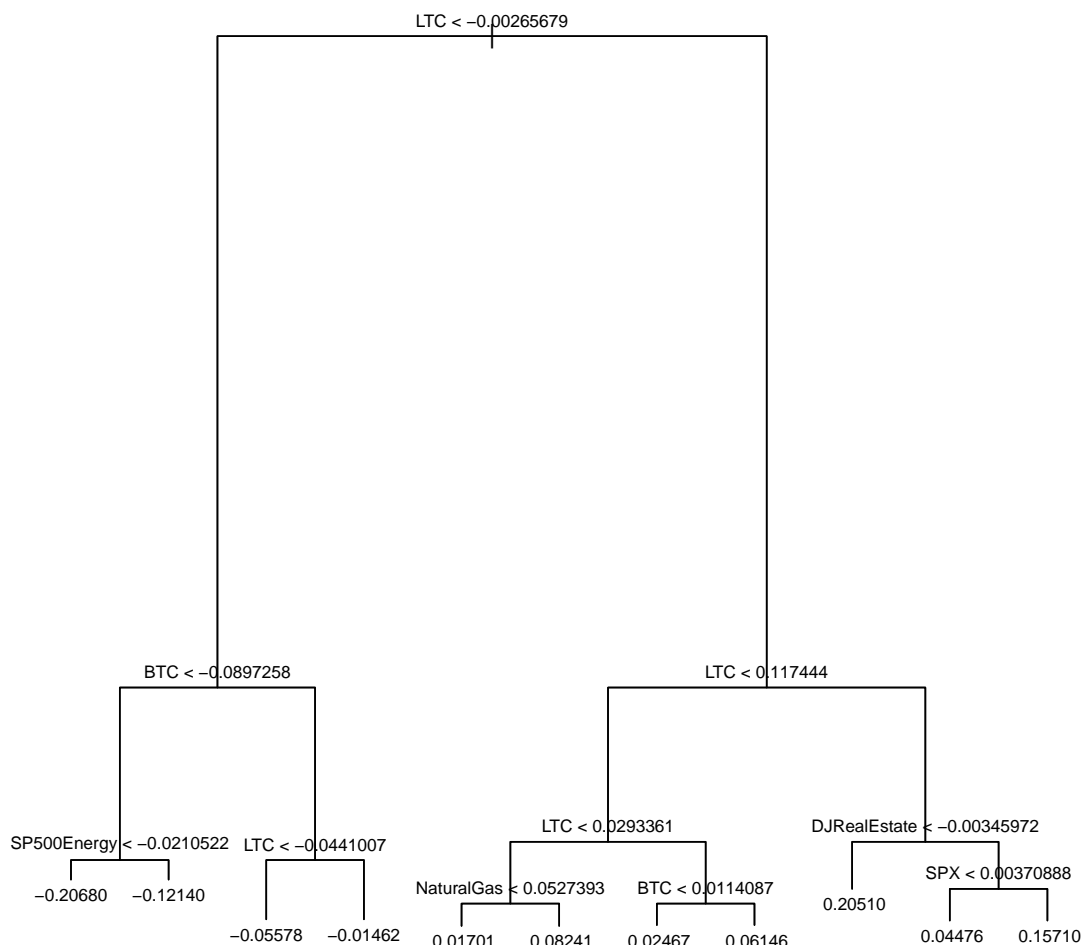 LTC < −0.00265679
BTC < −0.0897258
LTC < 0.117444
SP500Energy < −0.0210522
LTC < −0.0441007
LTC < 0.0293361
DJRealEstate < −0.00345972
NaturalGas < 0.0527393
BTC < 0.0114087
SPX < 0.00370888
−0.20680
−0.12140
−0.05578
−0.01462
0.01701
0.08241
0.02467
0.06146
0.20510
0.04476
0.15710